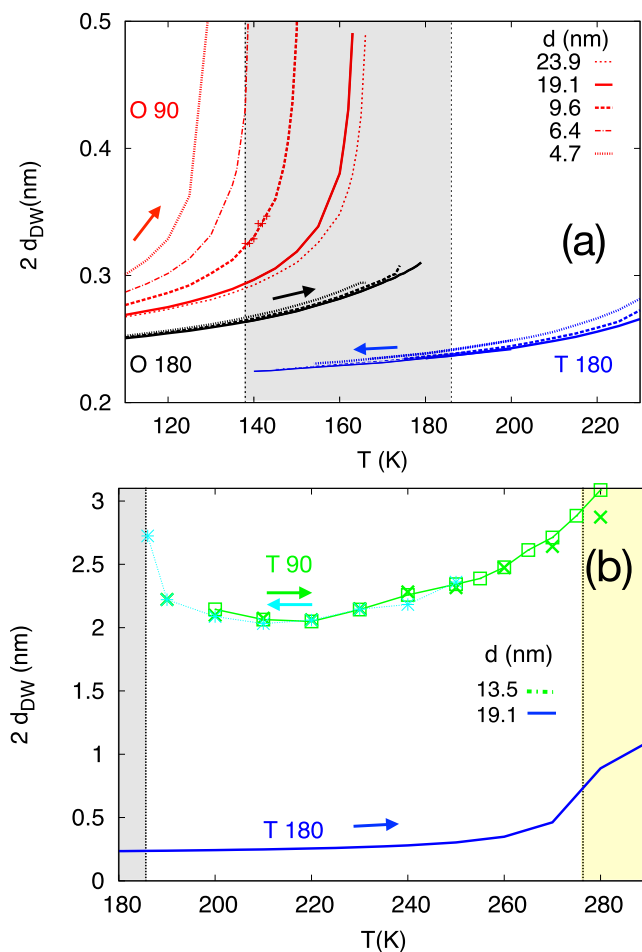 0.5
0.4
0.3
0.2
2 d_DW(nm)
O 90
d (nm)
23.9
19.1
9.6
6.4
4.7
(a)
O 180
T 180
120 140 160 180 200 220
T (K)
3
2.5
2
1.5
1
0.5
0
2 d_DW (nm)
T 90
(b)
d (nm)
13.5
19.1
T 180
180 200 220 240 260 280
T(K)